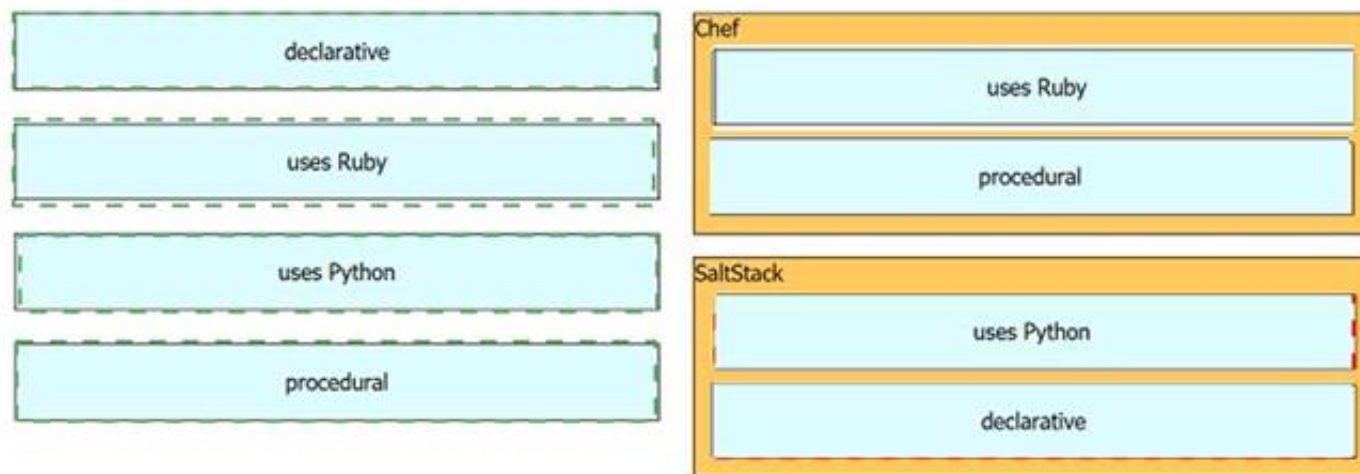 declarative
uses Ruby
uses Python
procedural
Chef
uses Ruby
procedural
SaltStack
uses Python
declarative